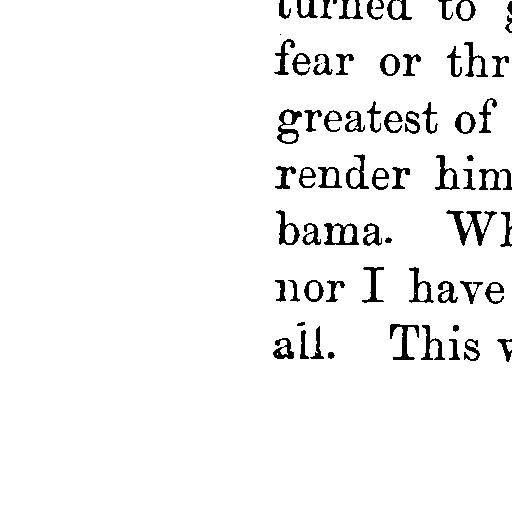 turned to
fear or thr
greatest of
render him
bama. Wh
nor I have
all. This